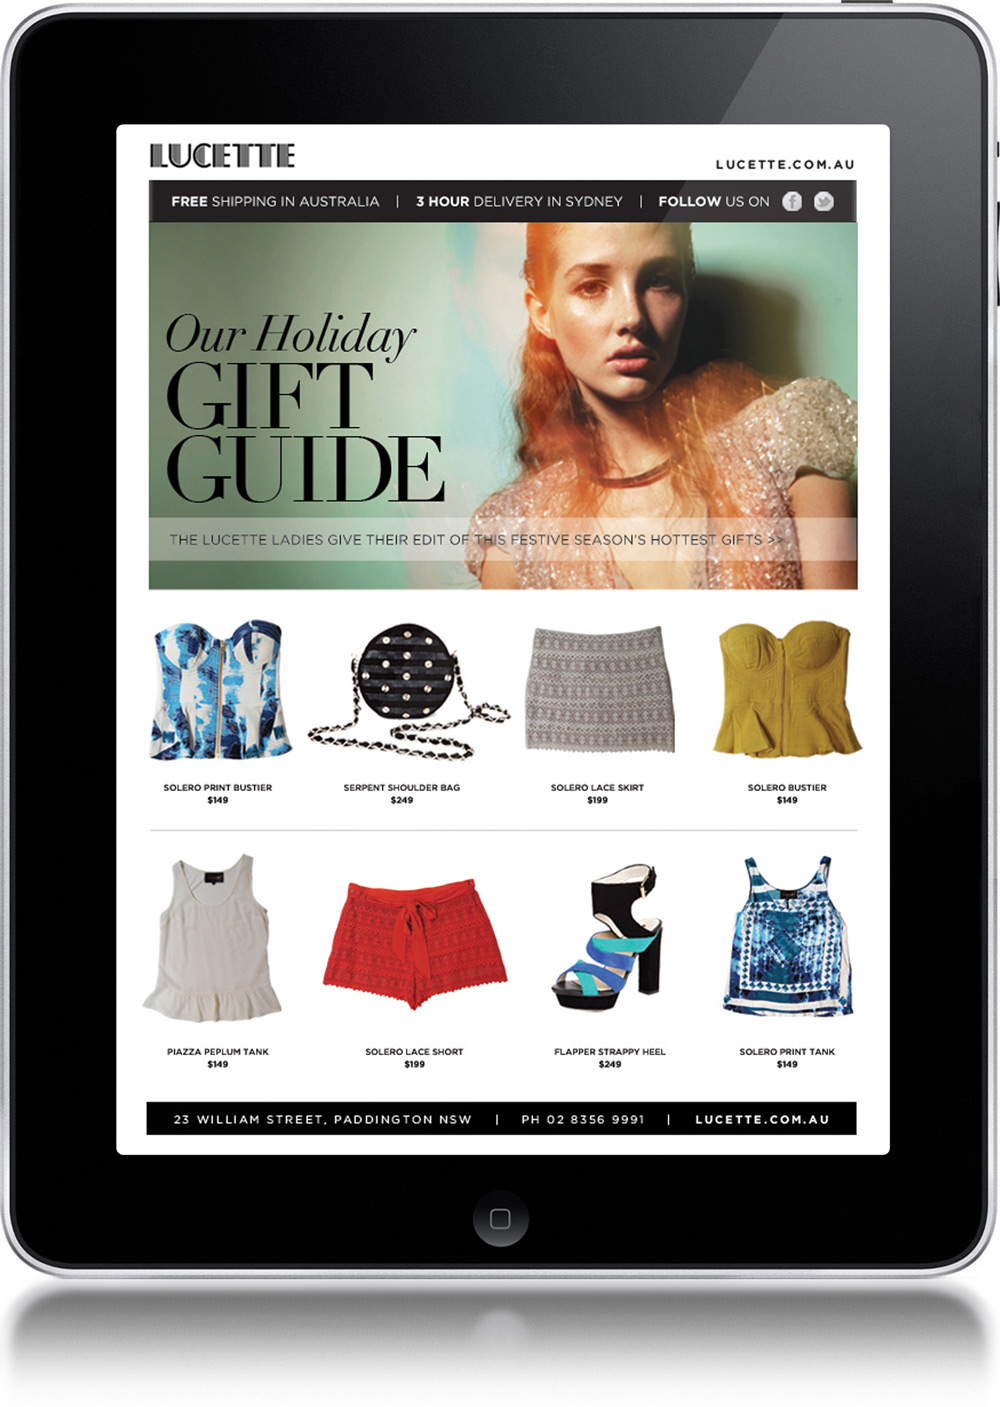 LUCETTE
LUCETTE.COM.AU
FREE SHIPPING IN AUSTRALIA | 3 HOUR DELIVERY IN SYDNEY | FOLLOW US ON
Our Holiday
GIFT
GUIDE
THE LUCETTE LADIES GIVE THEIR EDIT OF THIS FESTIVE SEASON'S HOTTEST GIFTS >>
SOLERO PRINT BUSTIER
$149
SERPENT SHOULDER BAG
$249
SOLERO LACE SKIRT
$199
SOLERO BUSTIER
$149
PIAZZA PEPLUM TANK
$149
SOLERO LACE SHORT
$199
FLAPPER STRAPPY HEEL
$249
SOLERO PRINT TANK
$149
23 WILLIAM STREET, PADDINGTON NSW | PH 02 8356 9991 | LUCETTE.COM.AU